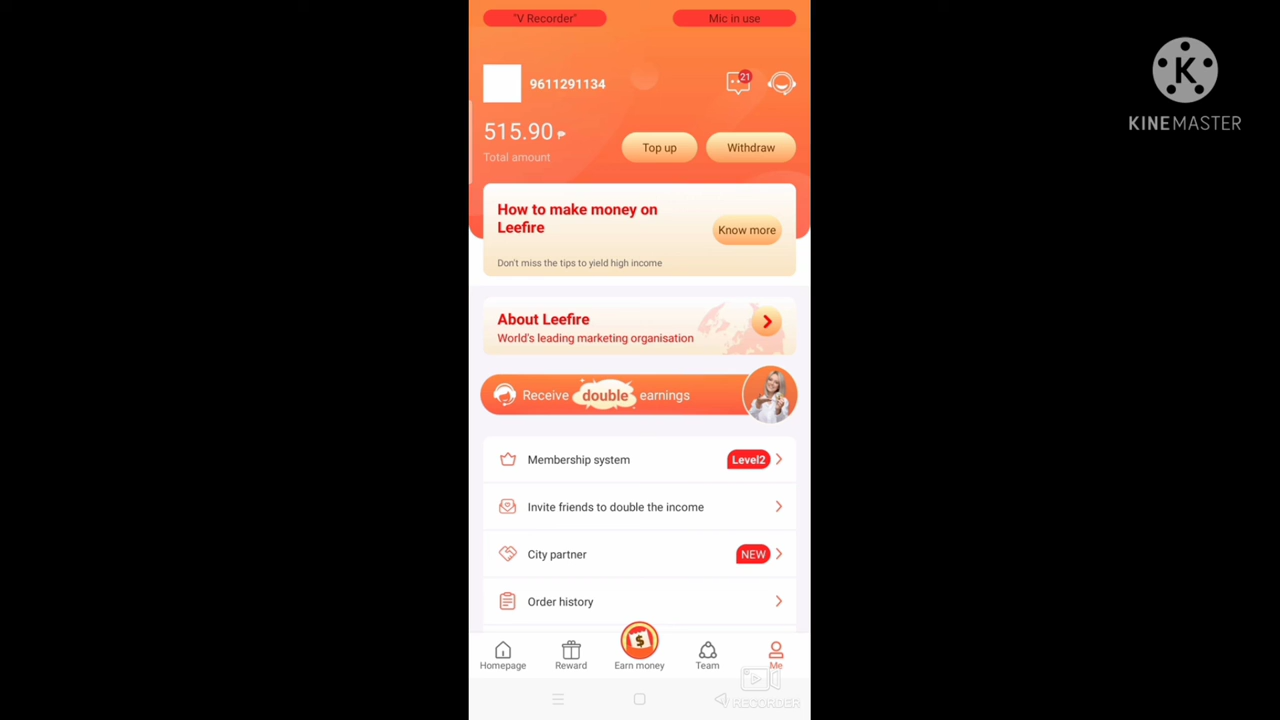 "V Recorder"
Mic in use
9611291134
21
515.90 ₱
Total amount
Top up
Withdraw
How to make money on
Leefire
Know more
Don't miss the tips to yield high income
About Leefire
World's leading marketing organisation
Receive double earnings
Membership system
Level2
Invite friends to double the income
City partner
NEW
Order history
$
Homepage
Reward
Earn money
Team
Me
V RECORDER
K
KINEMASTER